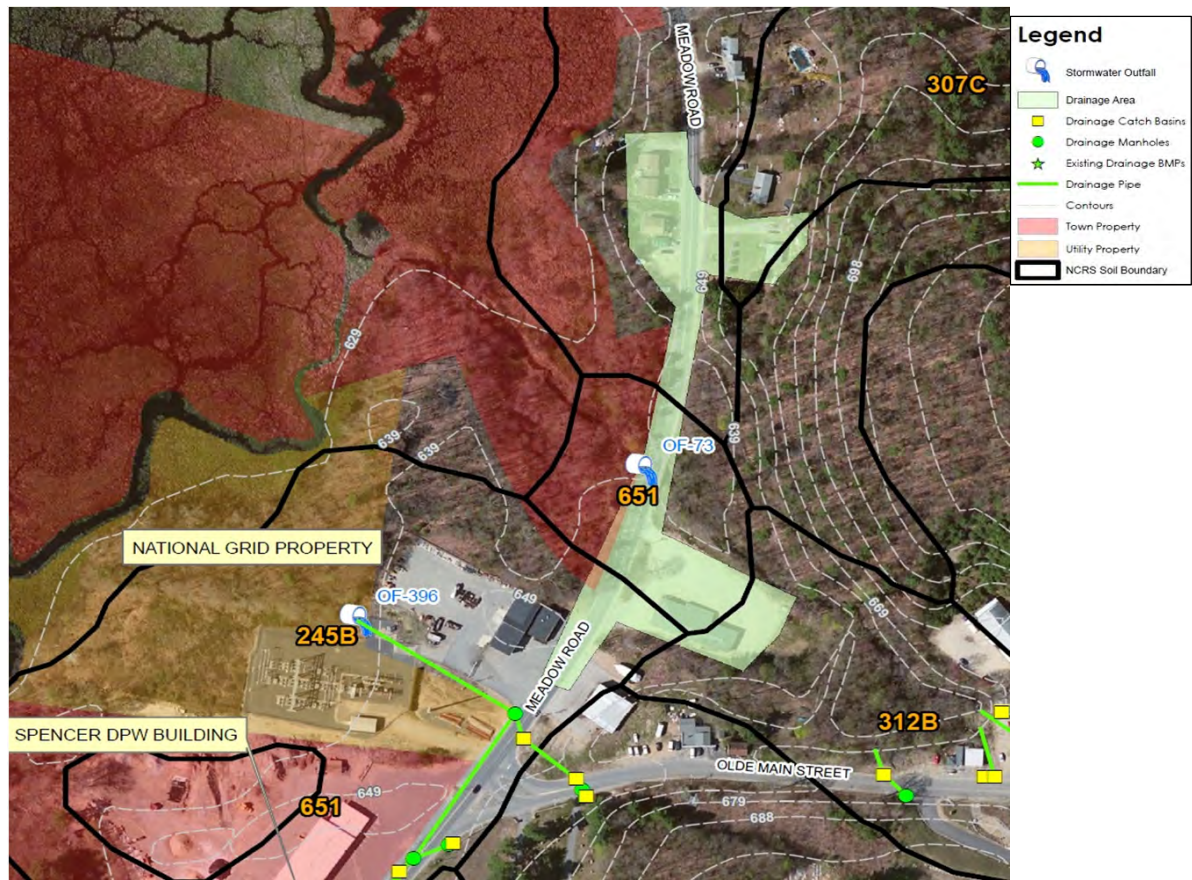 MEADOW ROAD
307C
649
698
629
639
639
639
OF-73
651
NATIONAL GRID PROPERTY
OF-396
649
669
245B
MEADOW ROAD
SPENCER DPW BUILDING
312B
OLDE MAIN STREET
649
651
679
688
Legend
Stormwater Outfall
Drainage Area
Drainage Catch Basins
Drainage Manholes
Existing Drainage BMPs
Drainage Pipe
Contours
Town Property
Utility Property
NCRS Soil Boundary